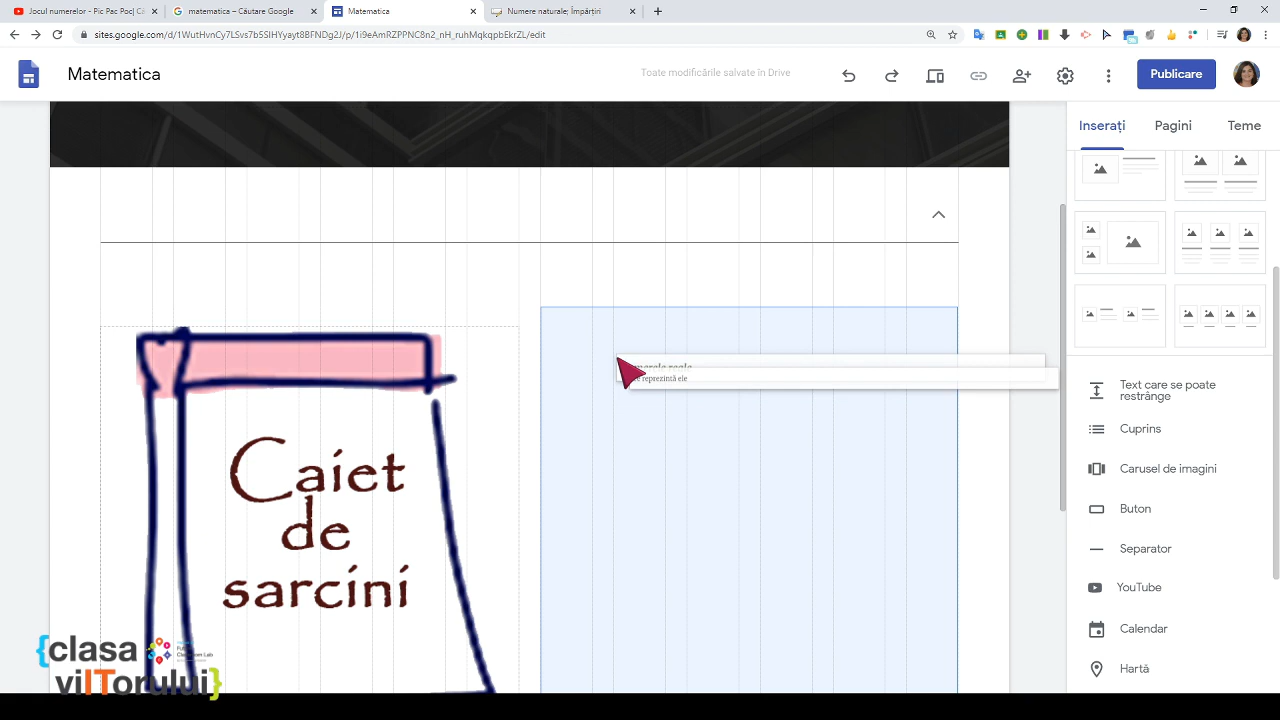 Jocul numerelor - Pic Pac Poc| C
matematica – Căutare Google
Matematica
Numere naturale; Împărțiri
sites.google.com/d/1WutHvnCy7LSvs7b5SIHYyayt8BFNDg2J/p/1i9eAmRZPPNC8n2_nH_ruhMqkqpbEkrZL/edit
Matematica
Toate modificările salvate în Drive
Publicare
Inserați
Pagini
Teme
reprezintă ele
Caiet
de
sarcini
Text care se poate
restrânge
Cuprins
Carusel de imagini
Buton
Separator
YouTube
Calendar
Hartă
{clasa
viITorului}